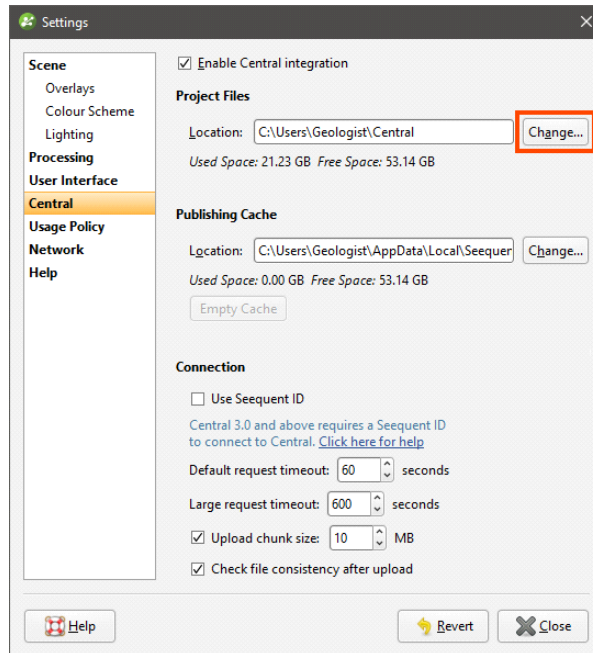 Settings
Scene
Overlays
Colour Scheme
Lighting
Processing
User Interface
Central
Usage Policy
Network
Help
Enable Central integration
Project Files
Location: C:\Users\Geologist\Central Change...
Used Space: 21.23 GB Free Space: 53.14 GB
Publishing Cache
Location: C:\Users\Geologist\AppData\Local\Seequer Change...
Used Space: 0.00 GB Free Space: 53.14 GB
Empty Cache
Connection
Use Seequent ID
Central 3.0 and above requires a Seequent ID
to connect to Central. Click here for help
Default request timeout: 60 seconds
Large request timeout: 600 seconds
Upload chunk size: 10 MB
Check file consistency after upload
Help Revert Close